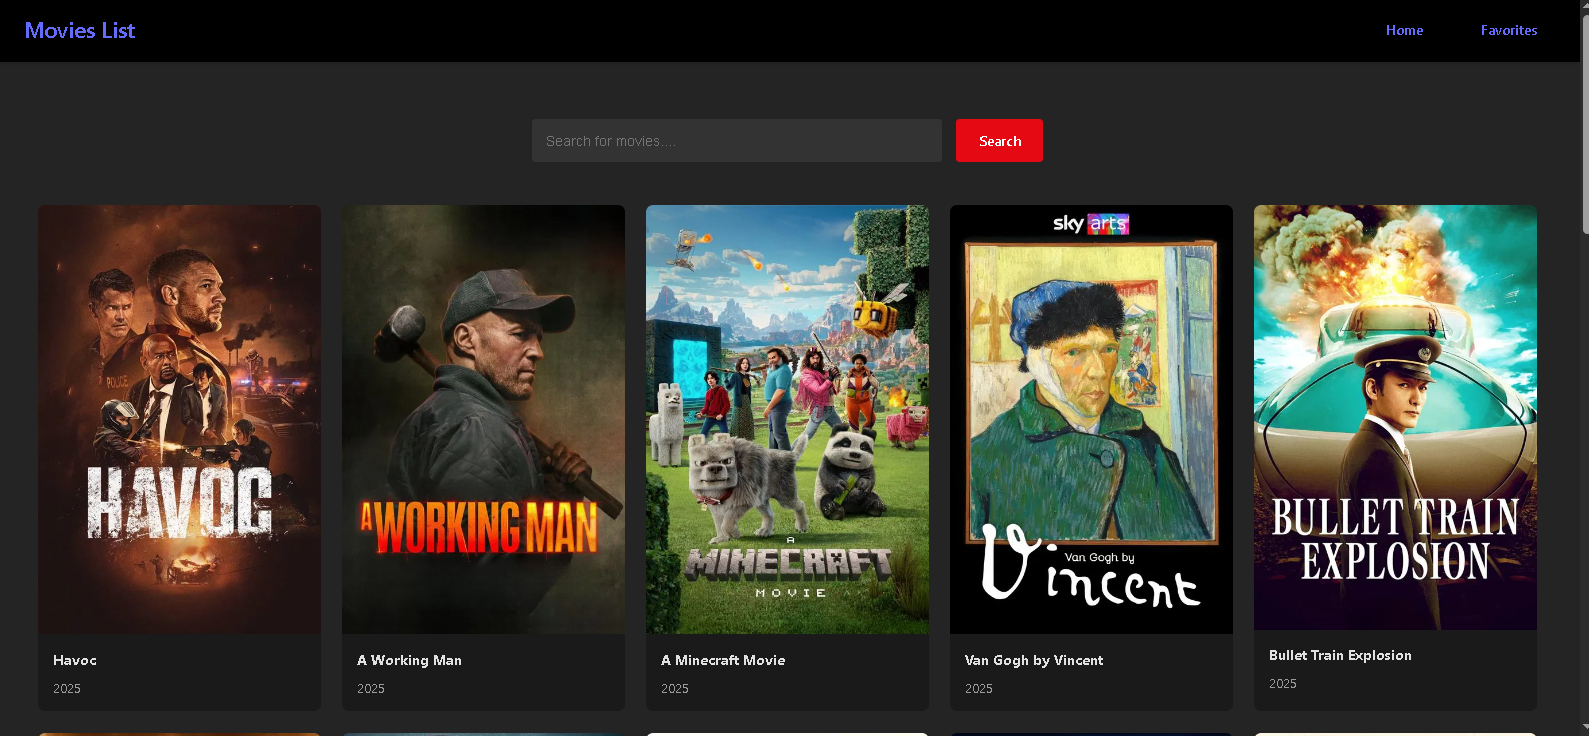 Movies List
Home
Favorites
Search for movies....
Search
POLICE
HAVOC
A WORKING MAN
A
MINECRAFT
MOVIE
sky arts
Van Gogh by
Vincent
BULLET TRAIN
EXPLOSION
Havoc
2025
A Working Man
2025
A Minecraft Movie
2025
Van Gogh by Vincent
2025
Bullet Train Explosion
2025